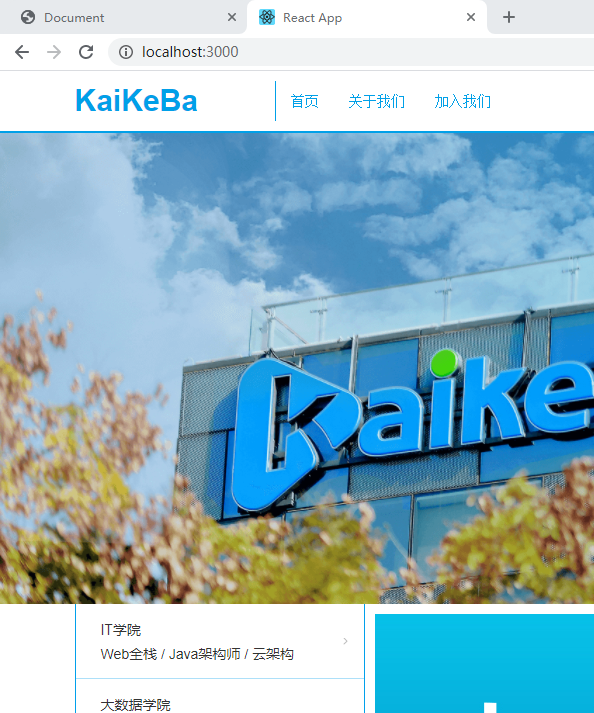 Document
React App
localhost:3000
KaiKeBa
首页 关于我们 加入我们
Kaike
IT学院
Web全栈 / Java架构师 / 云架构
大数据学院